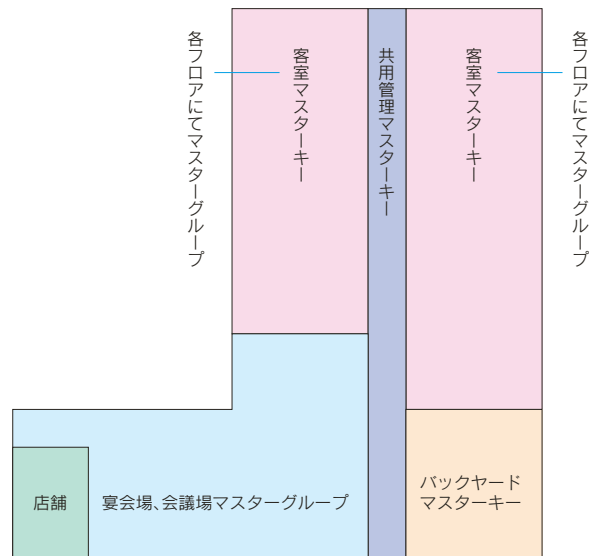 各フロアにてマスターグループ
客室マスターキー
共用管理マスターキー
客室マスターキー
各フロアにてマスターグループ
店舗
宴会場、会議場マスターグループ
バックヤード
マスターキー